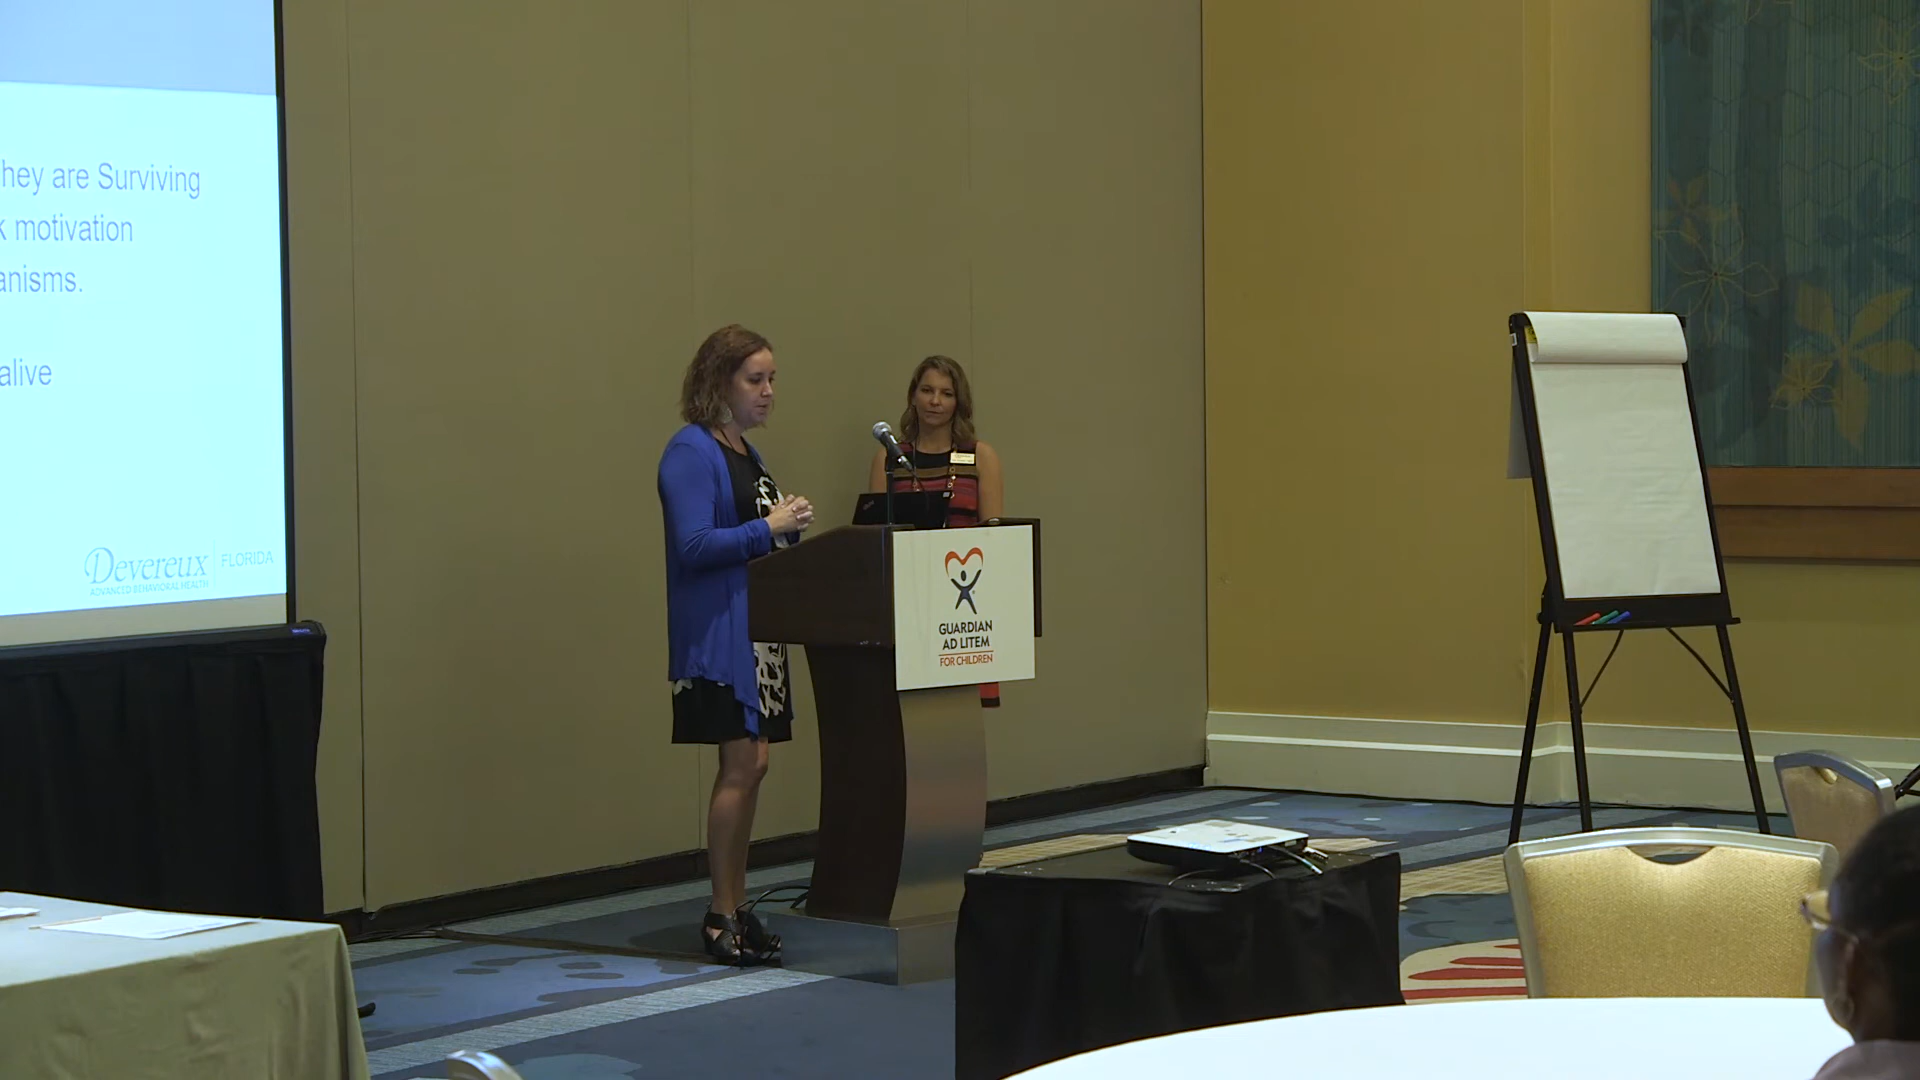 hey are Surviving
k motivation
anisms.
alive
Devereux
FLORIDA
ADVANCED BEHAVIORAL HEALTH
GUARDIAN
AD LITEM
FOR CHILDREN